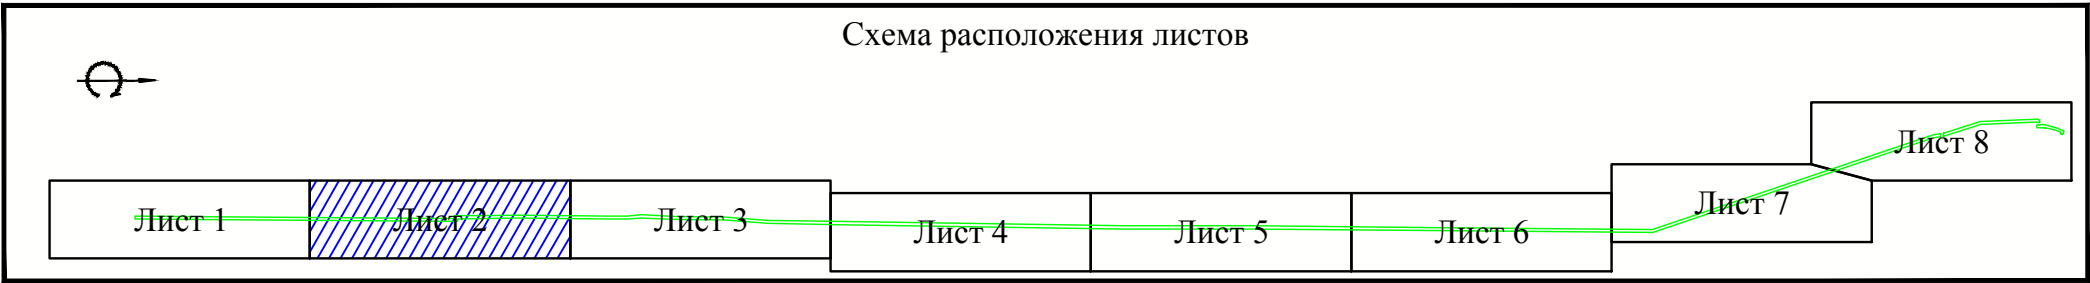 Схема расположения листов
Лист 1
Лист 2
Лист 3
Лист 4
Лист 5
Лист 6
Лист 7
Лист 8